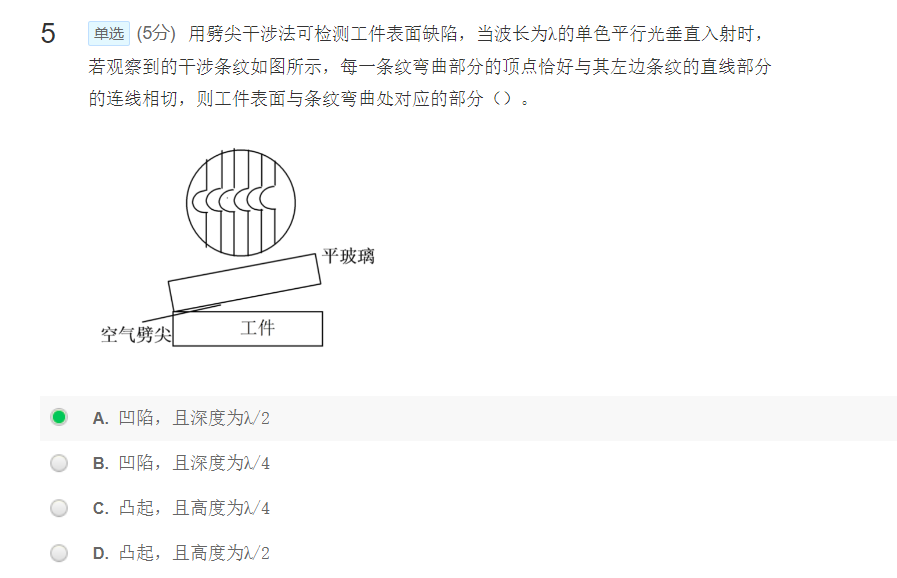 5 单选 (5分) 用劈尖干涉法可检测工件表面缺陷，当波长为λ的单色平行光垂直入射时，
若观察到的干涉条纹如图所示，每一条纹弯曲部分的顶点恰好与其左边条纹的直线部分
的连线相切，则工件表面与条纹弯曲处对应的部分（）。
平玻璃
空气劈尖
工件
A. 凹陷，且深度为λ/2
B. 凹陷，且深度为λ/4
C. 凸起，且高度为λ/4
D. 凸起，且高度为λ/2